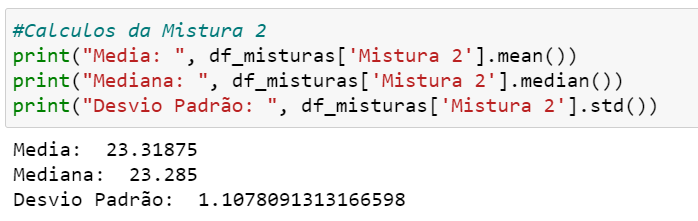 #Calculos da Mistura 2
print("Media: ", df_misturas['Mistura 2'].mean())
print("Mediana: ", df_misturas['Mistura 2'].median())
print("Desvio Padrão: ", df_misturas['Mistura 2'].std())
Media:  23.31875
Mediana:  23.285
Desvio Padrão:  1.1078091313166598